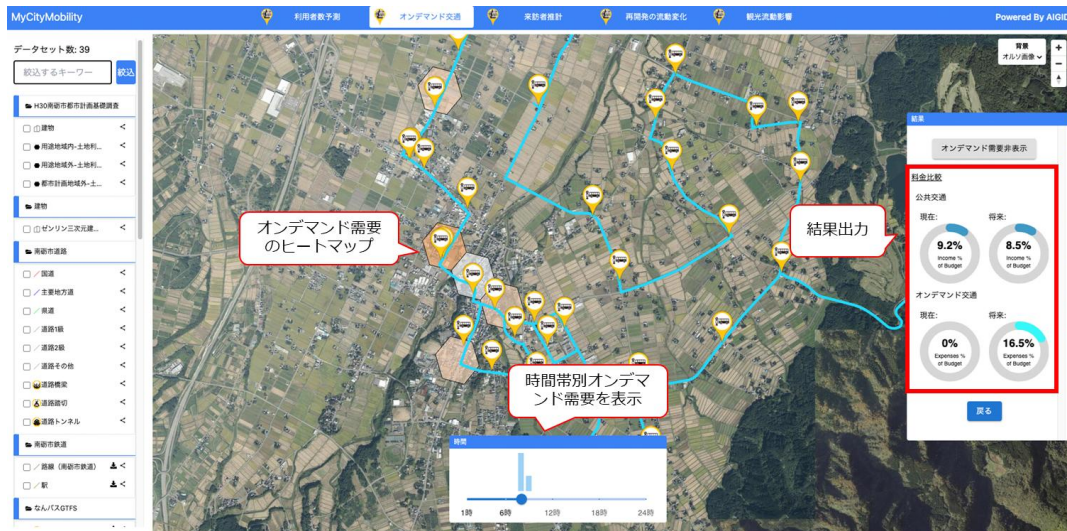 MyCityMobility
利用者数予測
オンデマンド交通
来訪者推計
再開発の流動変化
観光流動影響
Powered By AIGID
データセット数: 39
絞込するキーワード
絞込
H30南砺市都市計画基礎調査
建物
用途地域内-土地利...
用途地域外-土地利...
都市計画地域外-土...
建物
ゼンリン三次元建...
南砺市道路
国道
主要地方道
県道
道路1級
道路2級
道路その他
道路橋梁
道路踏切
道路トンネル
南砺市鉄道
路線（南砺市鉄道）
駅
なんバスGTFS
オンデマンド需要
のヒートマップ
時間帯別オンデマ
ンド需要を表示
時間
1時 6時 12時 18時 24時
背景
オルソ画像
結果出力
結果
オンデマンド需要非表示
料金比較
公共交通
現在: 将来:
9.2% 8.5%
Income % Income %
of Budget of Budget
オンデマンド交通
現在: 将来:
0% 16.5%
Expenses % Expenses %
of Budget of Budget
戻る